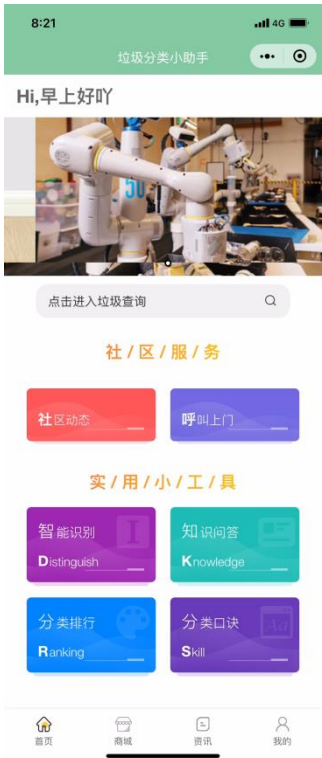 8:21
4G
垃圾分类小助手
Hi,早上好吖
50
点击进入垃圾查询
社/区/服/务
社区动态
呼叫上门
实/用/小/工/具
智能识别
Distinguish
知识问答
Knowledge
分类排行
Ranking
分类口诀
Aa
Skill
首页
商城
资讯
我的